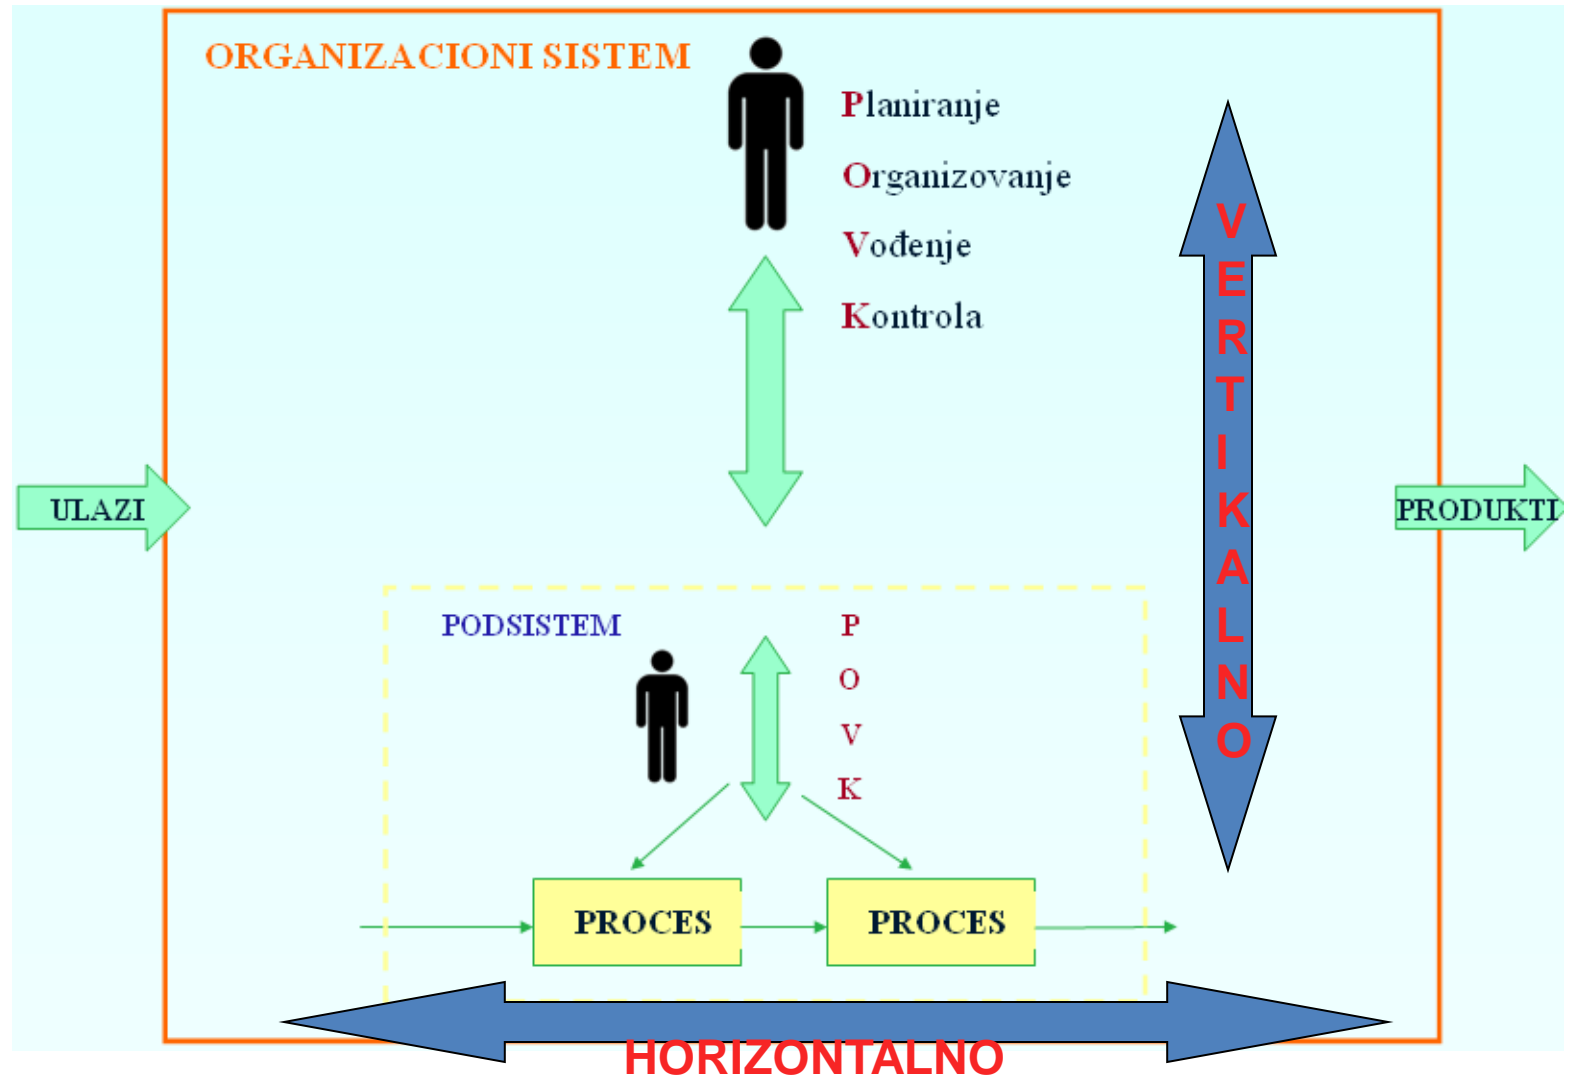 ORGANIZACIONI SISTEM
Planiranje
Organizovanje
Vođenje
Kontrola
VERTIKALNO
ULAZI
PRODUKTI
PODSISTEM
P
O
V
K
PROCES
PROCES
HORIZONTALNO